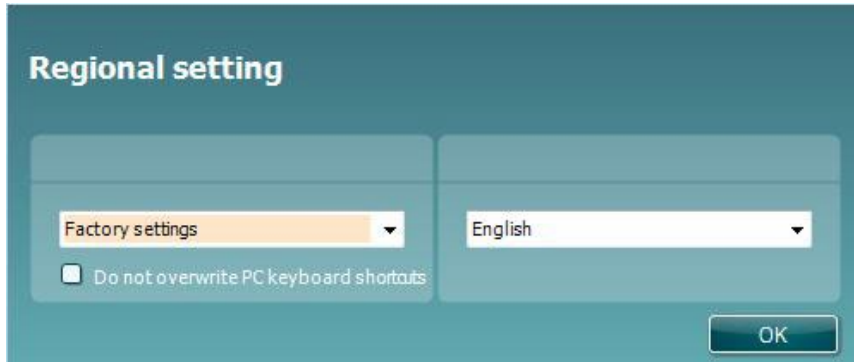 Regional setting
Factory settings
English
Do not overwrite PC keyboard shortcuts
OK